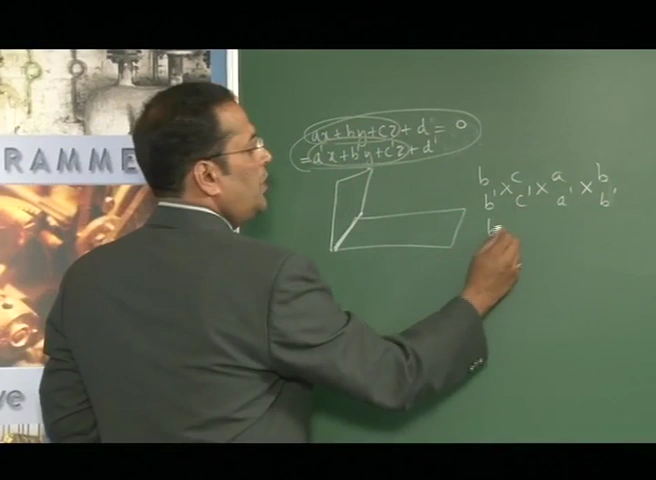 RAMME
ax+by+cz+d=0
=a'x+b'y+c'z+d'
b c a b
× × ×
b' c' a' b'
b
ve